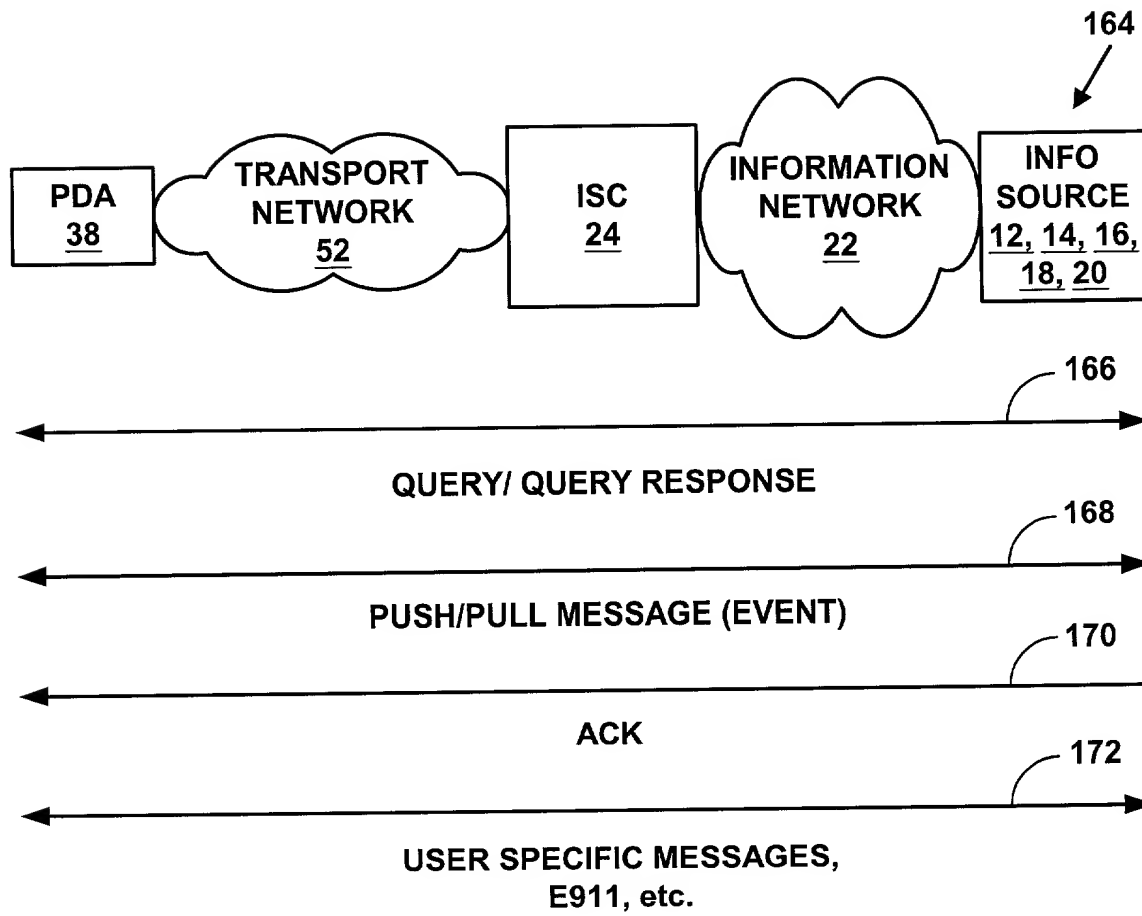 164
PDA
38
TRANSPORT
NETWORK
52
ISC
24
INFORMATION
NETWORK
22
INFO
SOURCE
12, 14, 16,
18, 20
166
QUERY/ QUERY RESPONSE
168
PUSH/PULL MESSAGE (EVENT)
170
ACK
172
USER SPECIFIC MESSAGES,
E911, etc.